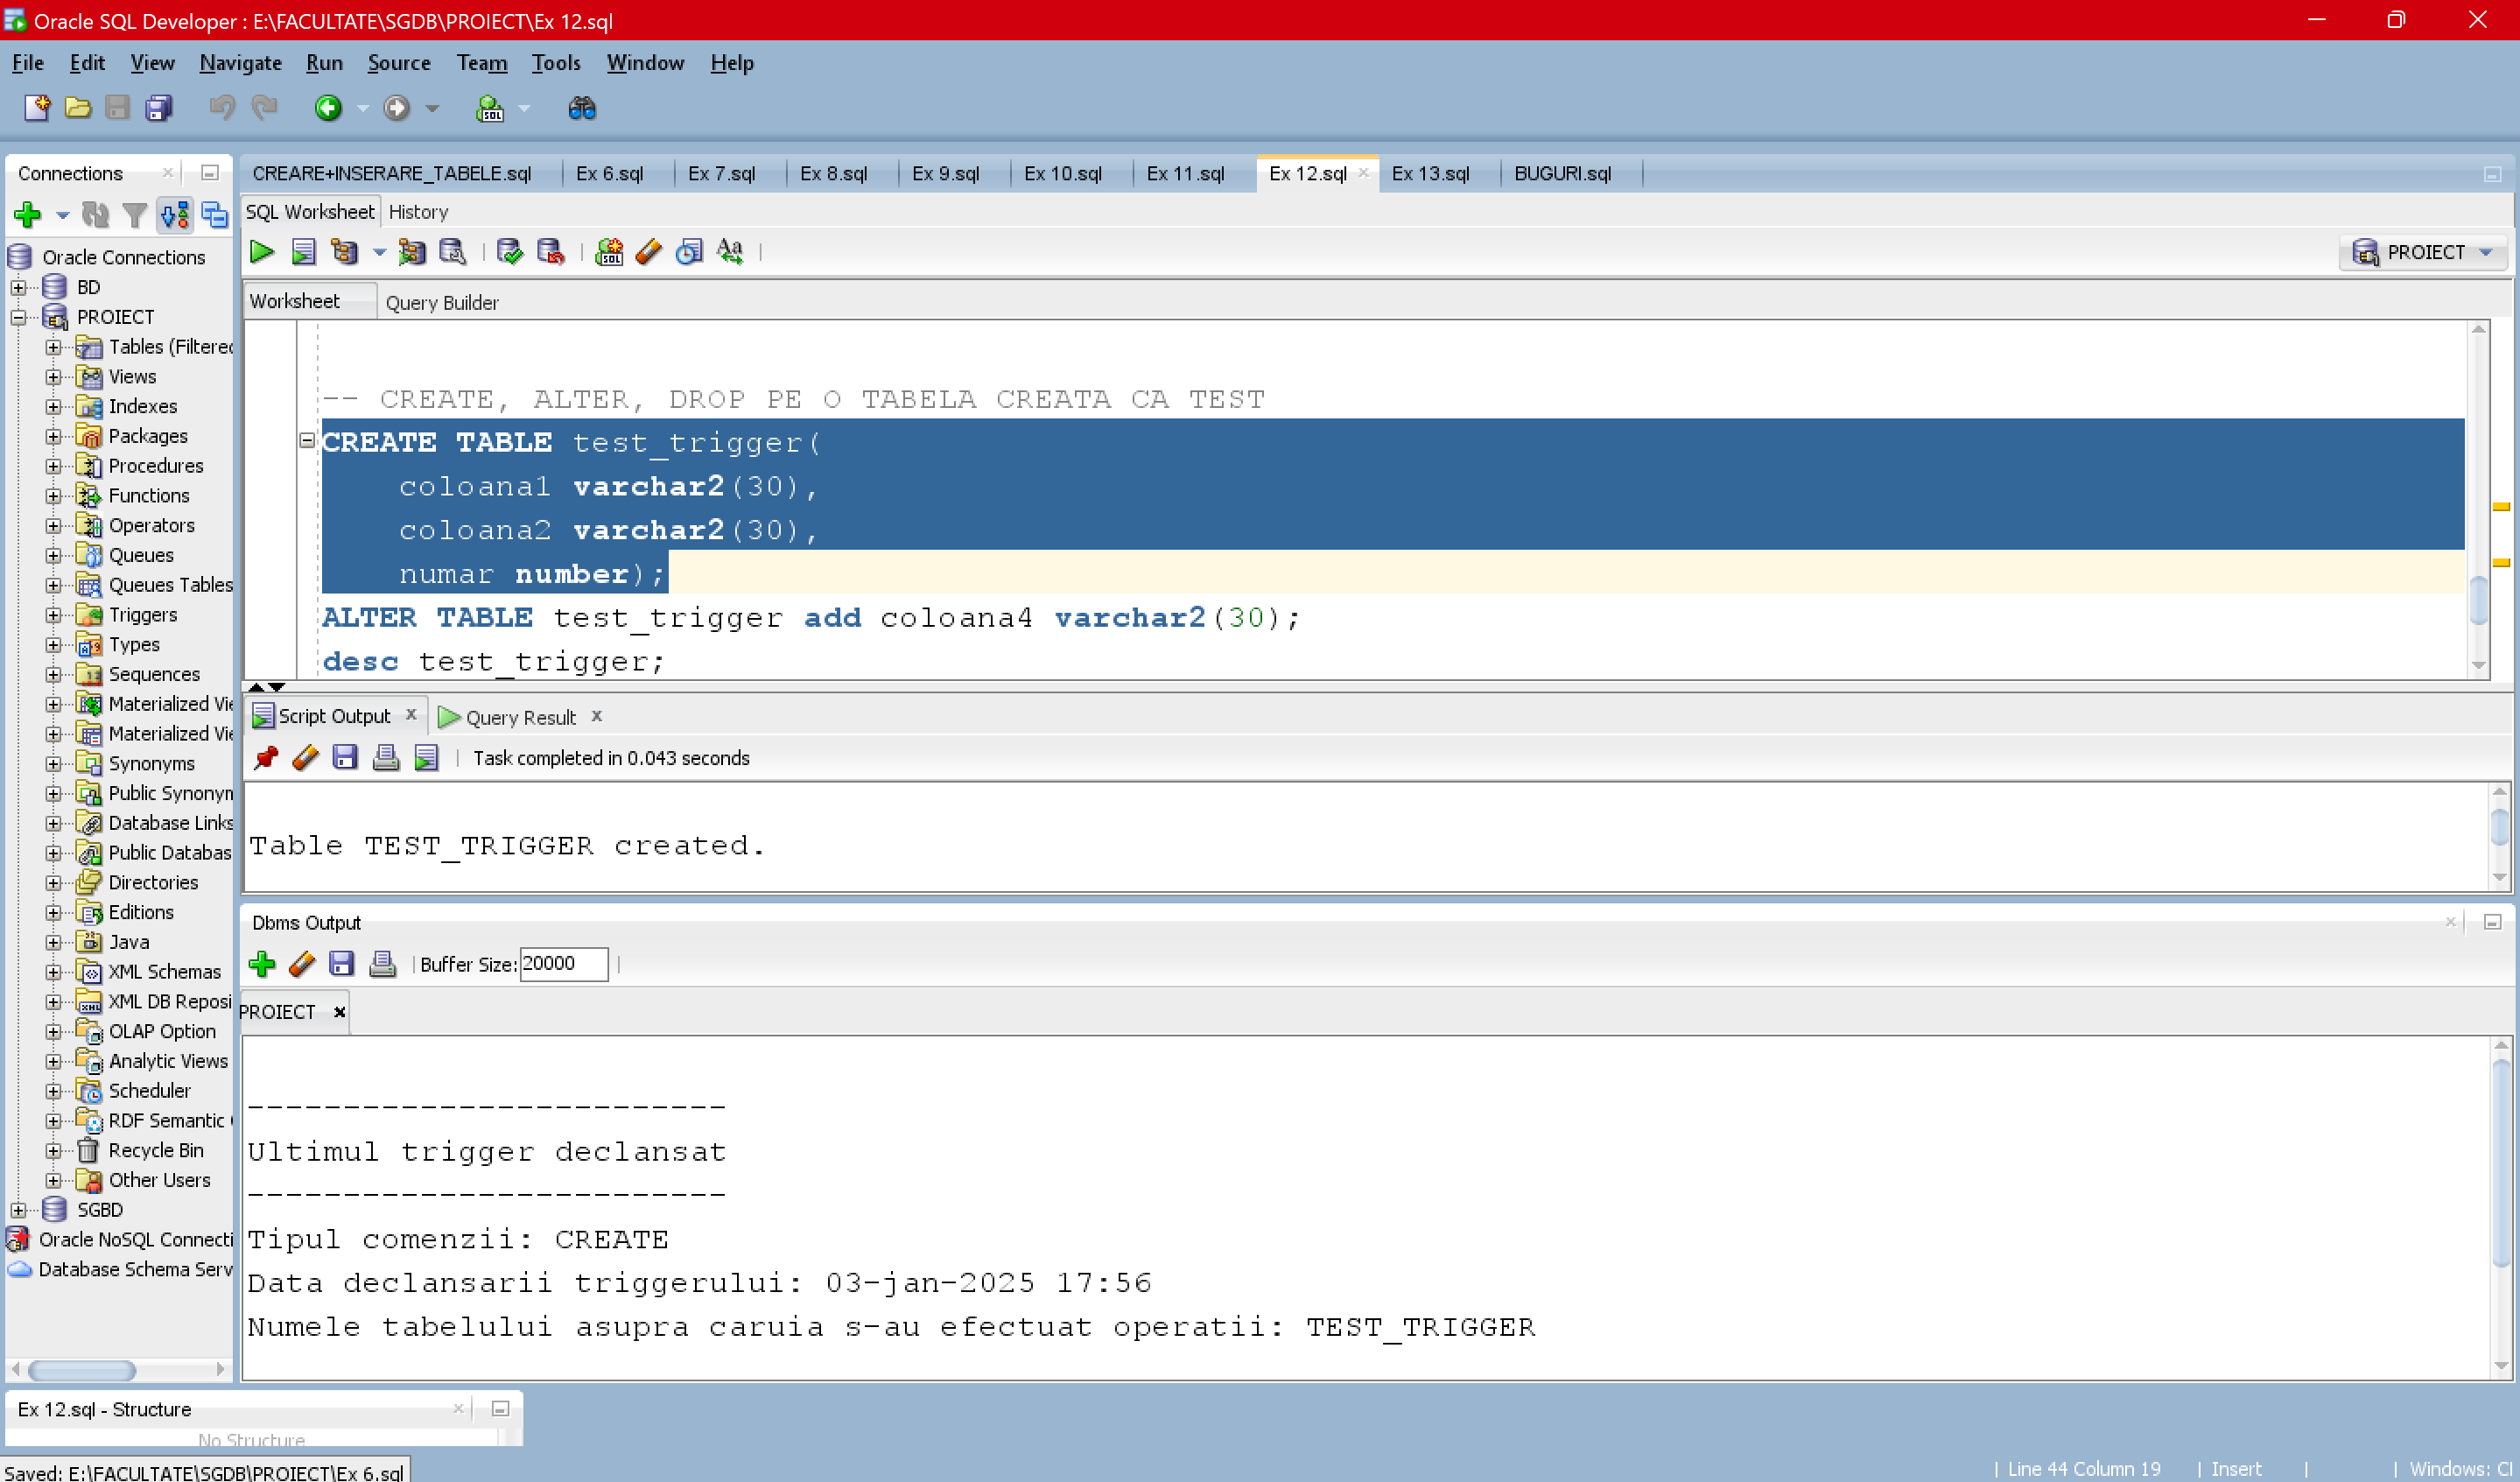 Oracle SQL Developer : E:\FACULTATE\SGDB\PROIECT\Ex 12.sql
File Edit View Navigate Run Source Team Tools Window Help
Connections
CREARE+INSERARE_TABELE.sql Ex 6.sql Ex 7.sql Ex 8.sql Ex 9.sql Ex 10.sql Ex 11.sql Ex 12.sql Ex 13.sql BUGURI.sql
SQL Worksheet History
PROIECT
Worksheet Query Builder
Oracle Connections
BD
PROIECT
Tables (Filtered
Views
Indexes
Packages
Procedures
Functions
Operators
Queues
Queues Tables
Triggers
Types
Sequences
Materialized Vie
Materialized Vie
Synonyms
Public Synonym
Database Links
Public Databas
Directories
Editions
Java
XML Schemas
XML DB Reposi
OLAP Option
Analytic Views
Scheduler
RDF Semantic
Recycle Bin
Other Users
SGBD
Oracle NoSQL Connecti
Database Schema Serv
-- CREATE, ALTER, DROP PE O TABELA CREATA CA TEST
CREATE TABLE test_trigger(
coloana1 varchar2(30),
coloana2 varchar2(30),
numar number);
ALTER TABLE test_trigger add coloana4 varchar2(30);
desc test_trigger;
Script Output Query Result
Task completed in 0.043 seconds
Table TEST_TRIGGER created.
Dbms Output
Buffer Size: 20000
PROIECT
-------------------------
Ultimul trigger declansat
-------------------------
Tipul comenzii: CREATE
Data declansarii triggerului: 03-jan-2025 17:56
Numele tabelului asupra caruia s-au efectuat operatii: TEST_TRIGGER
Ex 12.sql - Structure
No Structure
Saved: E:\FACULTATE\SGDB\PROIECT\Ex 6.sql
Line 44 Column 19 | Insert | | Windows: Cl